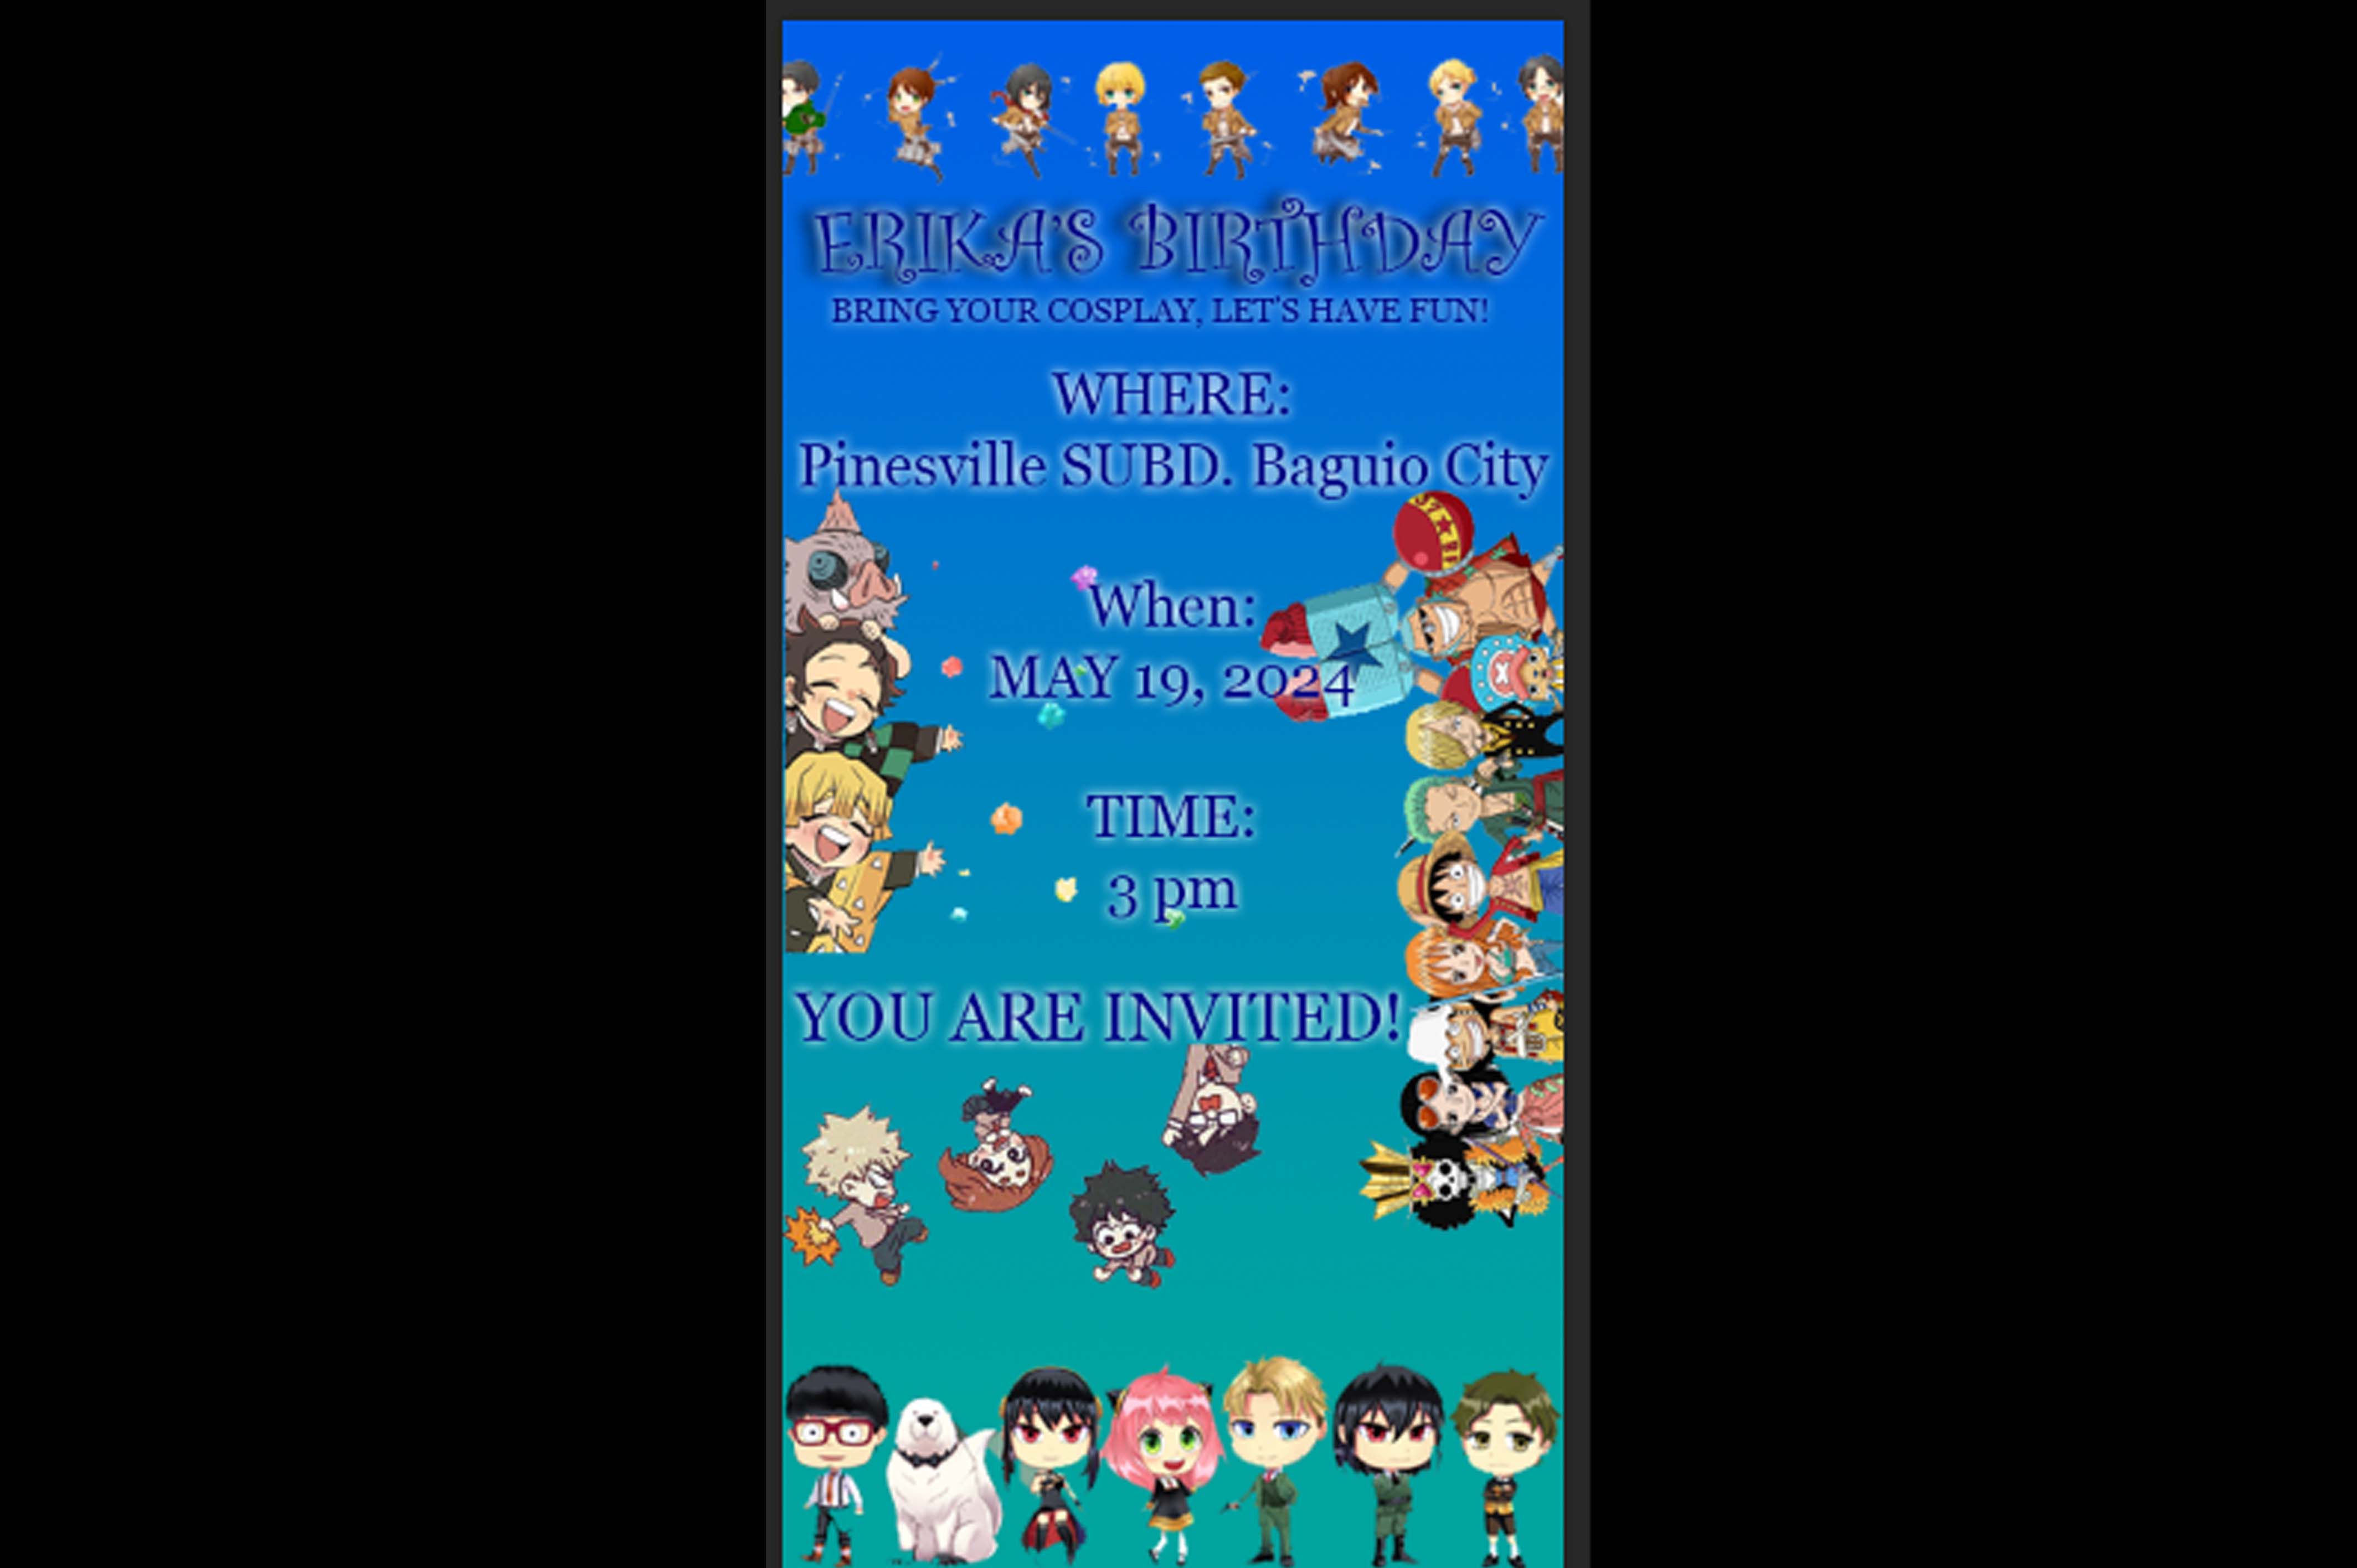 ERIKA'S BIRTHDAY
BRING YOUR COSPLAY, LET'S HAVE FUN!
WHERE:
Pinesville SUBD. Baguio City
When:
MAY 19, 2024
TIME:
3 pm
YOU ARE INVITED!